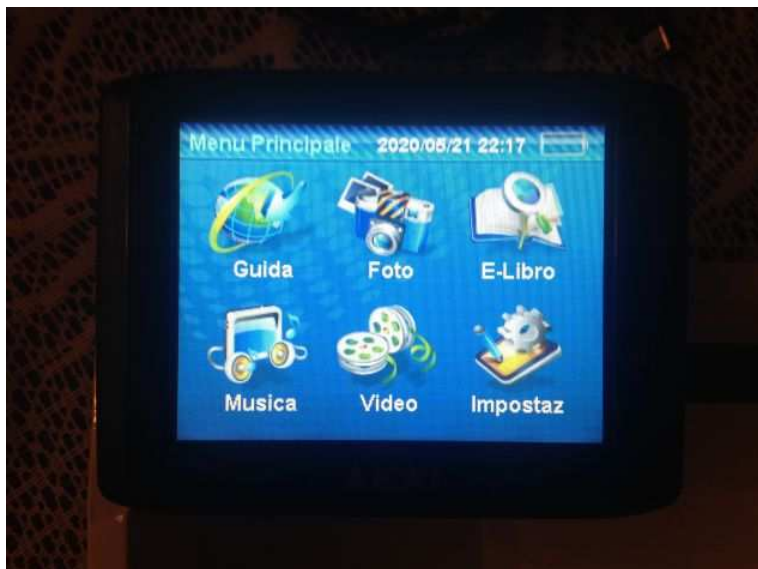 Menu Principale 2020/05/21 22:17
Guida Foto E-Libro
Musica Video Impostaz